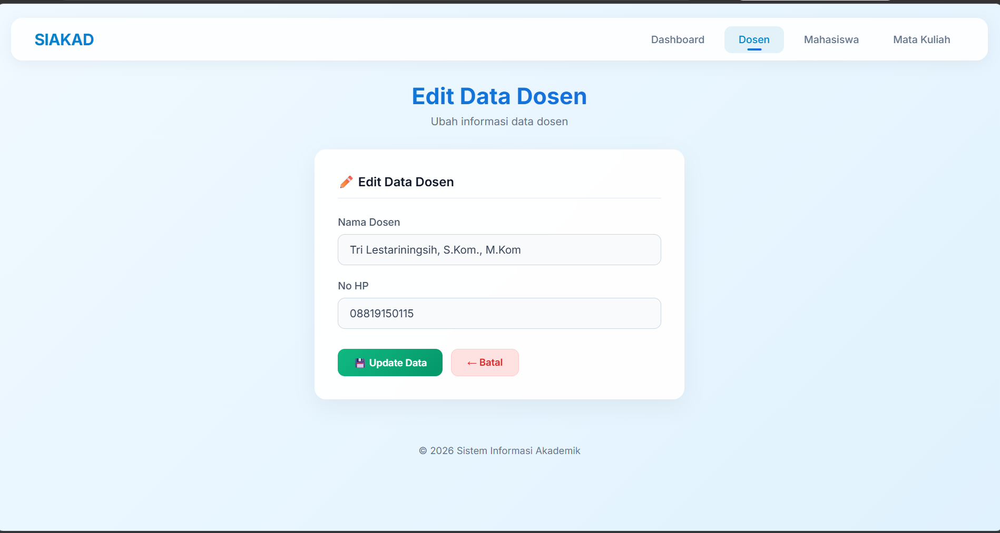 SIAKAD
Dashboard
Dosen
Mahasiswa
Mata Kuliah
Edit Data Dosen
Ubah informasi data dosen
Edit Data Dosen
Nama Dosen
Tri Lestariningsih, S.Kom., M.Kom
No HP
08819150115
Update Data
← Batal
© 2026 Sistem Informasi Akademik